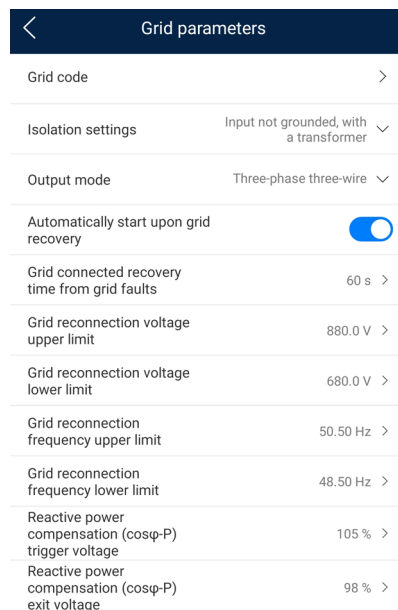 Grid parameters
Grid code
Isolation settings
Input not grounded, with
a transformer
Output mode
Three-phase three-wire
Automatically start upon grid
recovery
Grid connected recovery
time from grid faults
60 s
Grid reconnection voltage
upper limit
880.0 V
Grid reconnection voltage
lower limit
680.0 V
Grid reconnection
frequency upper limit
50.50 Hz
Grid reconnection
frequency lower limit
48.50 Hz
Reactive power
compensation (cosφ-P)
trigger voltage
105 %
Reactive power
compensation (cosφ-P)
exit voltage
98 %